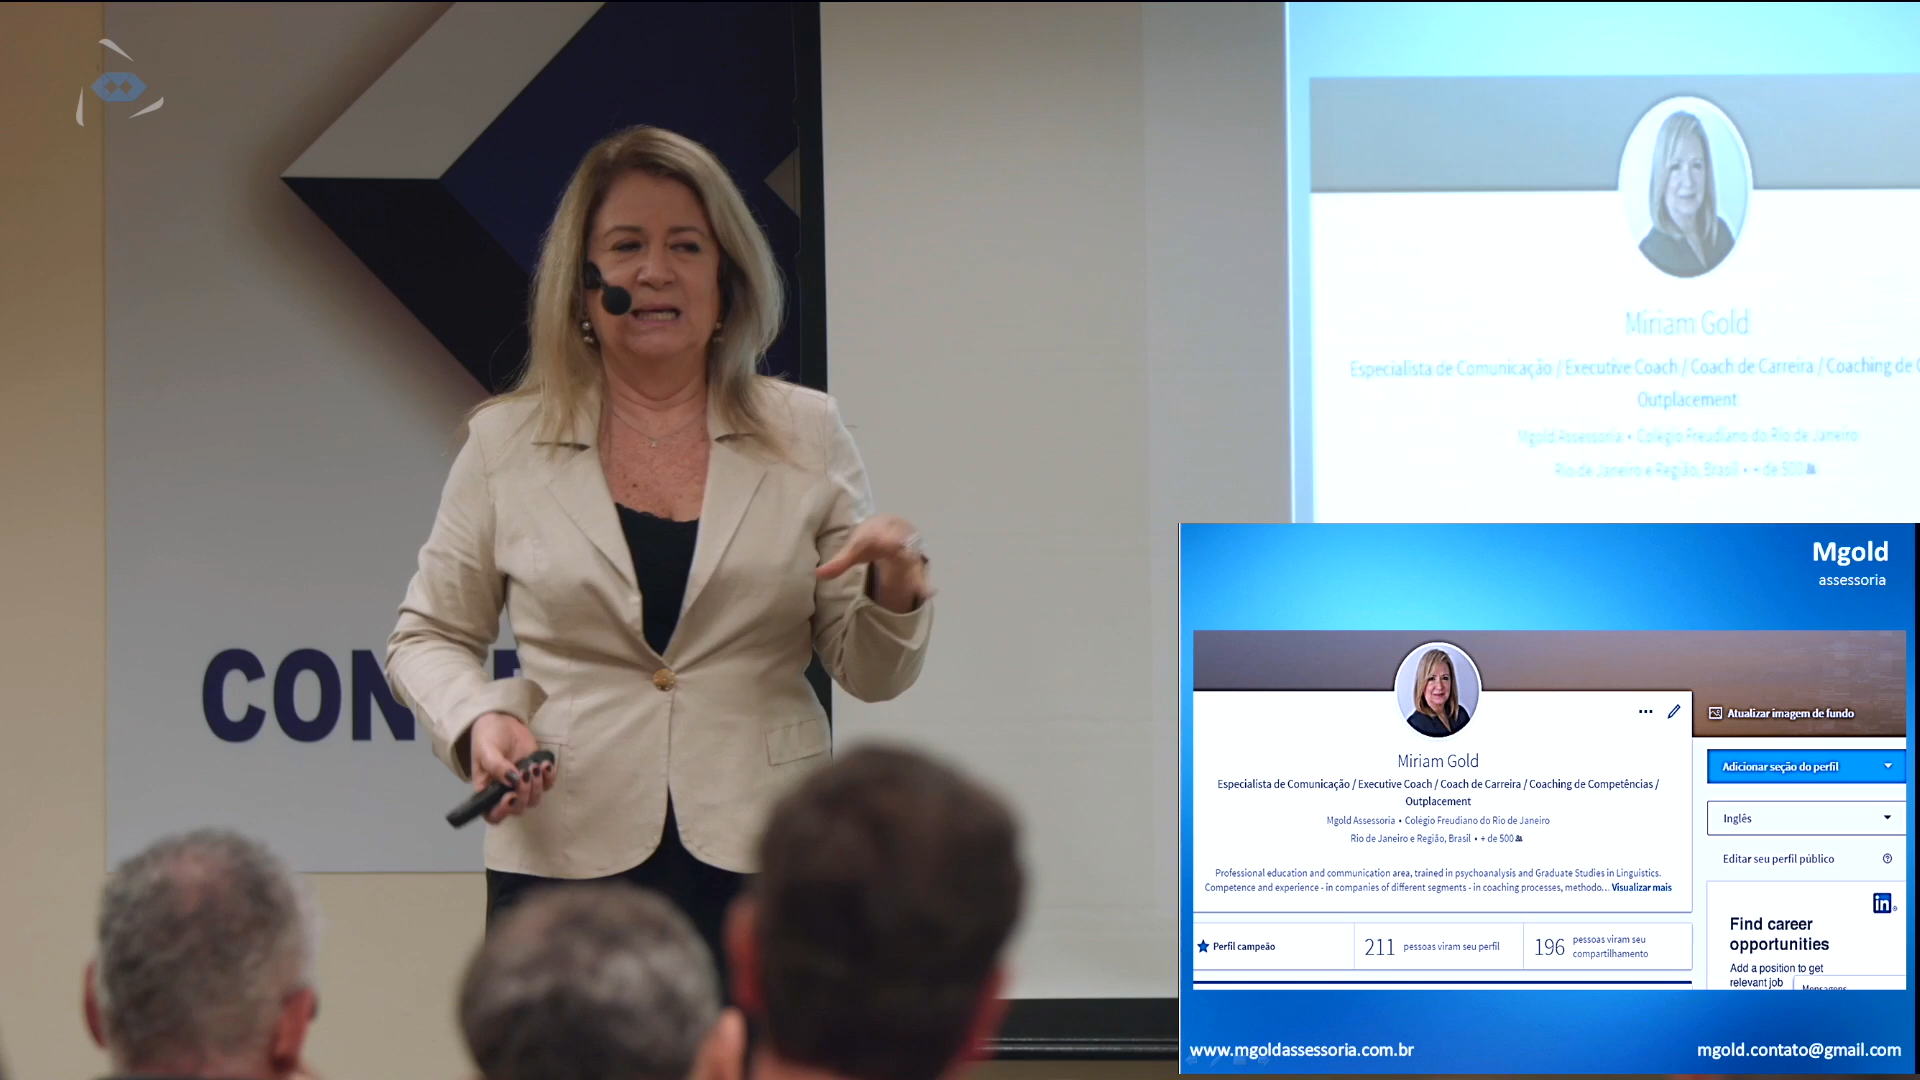 Miriam Gold
Especialista de Comunicação / Executive Coach / Coach de Carreira / Coaching de
Outplacement
Mgold Assessoria • Colégio Freudiano do Rio de Janeiro
Rio de Janeiro e Região, Brasil • + de 500
CON
Mgold
assessoria
Atualizar imagem de fundo
Miriam Gold
Especialista de Comunicação / Executive Coach / Coach de Carreira / Coaching de Competências /
Outplacement
Mgold Assessoria • Colégio Freudiano do Rio de Janeiro
Rio de Janeiro e Região, Brasil • + de 500
Professional education and communication area, trained in psychoanalysis and Graduate Studies in Linguistics.
Competence and experience - in companies of different segments - in coaching processes, methodo... Visualizar mais
Adicionar seção do perfil
Inglês
Editar seu perfil público
in
Find career
opportunities
Add a position to get
relevant job
Mensagens
Perfil campeão
211 pessoas viram seu perfil
196 pessoas viram seu
compartilhamento
www.mgoldassessoria.com.br
mgold.contato@gmail.com